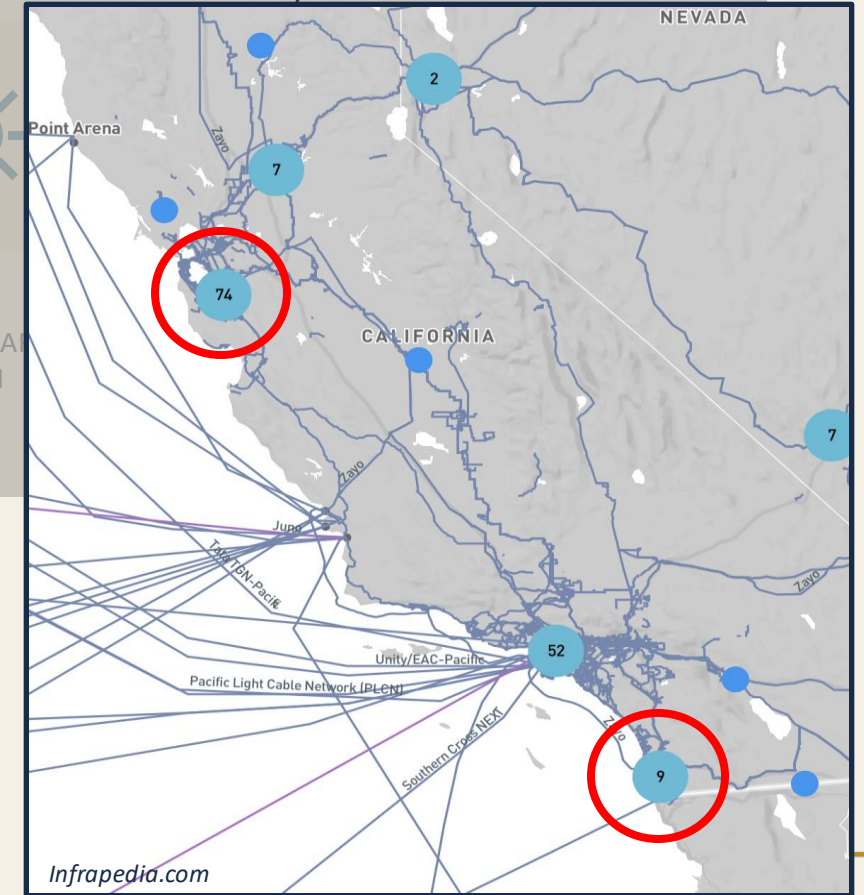 NEVADA
2
Point Arena
Zayo
7
74
CALIFORNIA
7
Zayo
Juno
Tata TGN-Pacific
Zayo
52
Unity/EAC-Pacific
Pacific Light Cable Network (PLCN)
Southern Cross NEXT
Zayo
9
Infrapedia.com